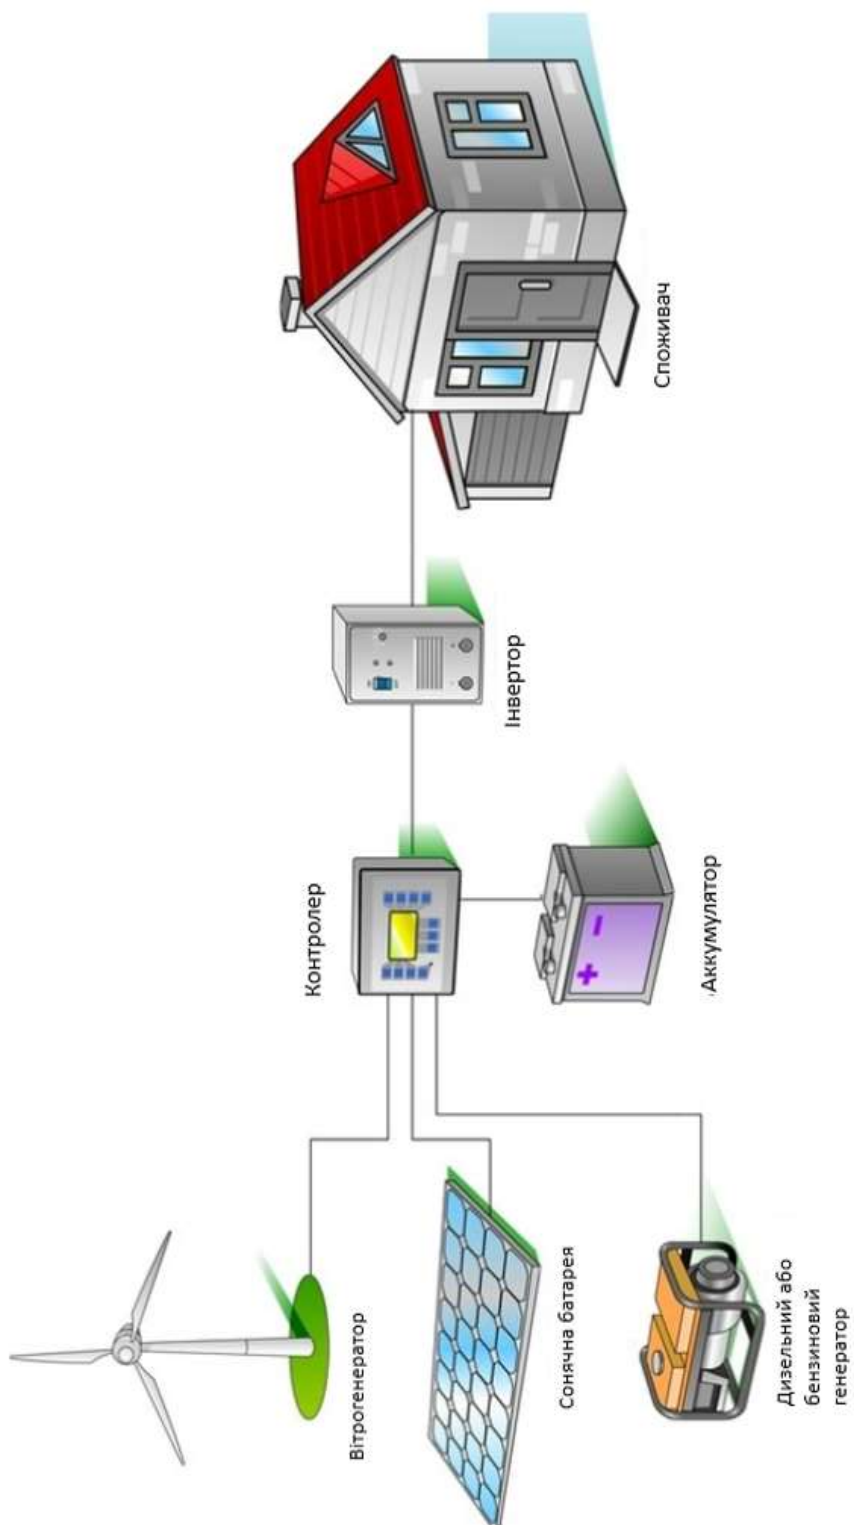 Вітрогенератор
Сонячна батарея
Дизельний або
бензиновий
генератор
Контролер
Аккумулятор
Інвертор
Споживач